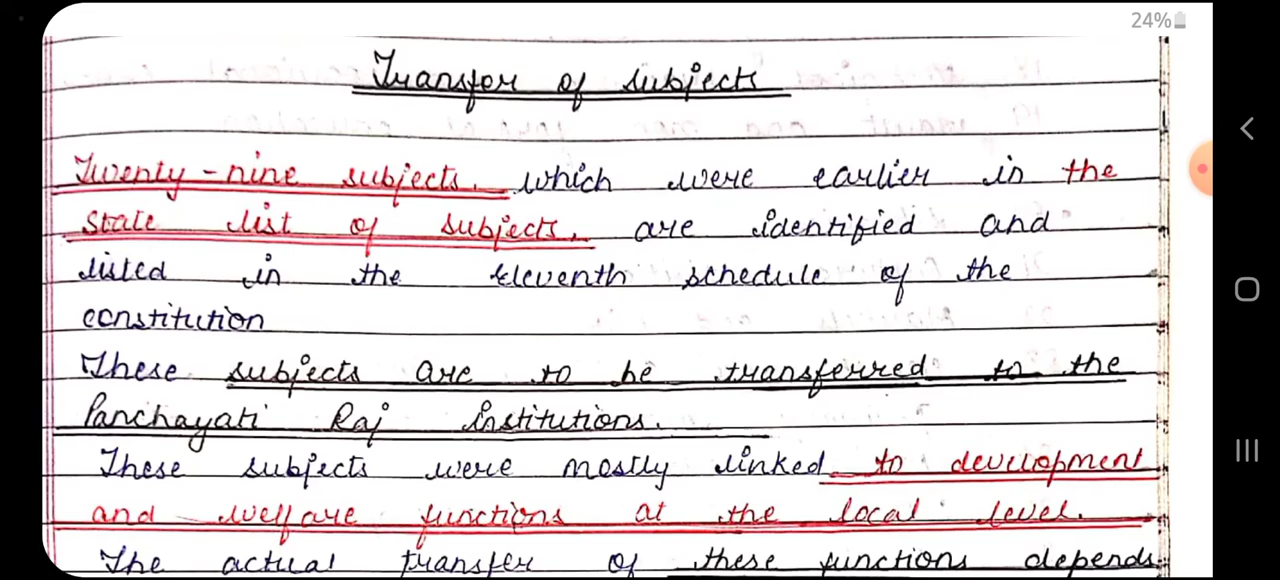 24%
Transfer of subjects
Twenty-nine subjects. which were earlier in the
State list of subjects. are identified and
listed in the eleventh schedule of the
constitution
These subjects are to be transferred to the
Panchayati Raj institutions.
These subjects were mostly linked to development
and welfare functions at the local level.
The actual transfer of these functions depends